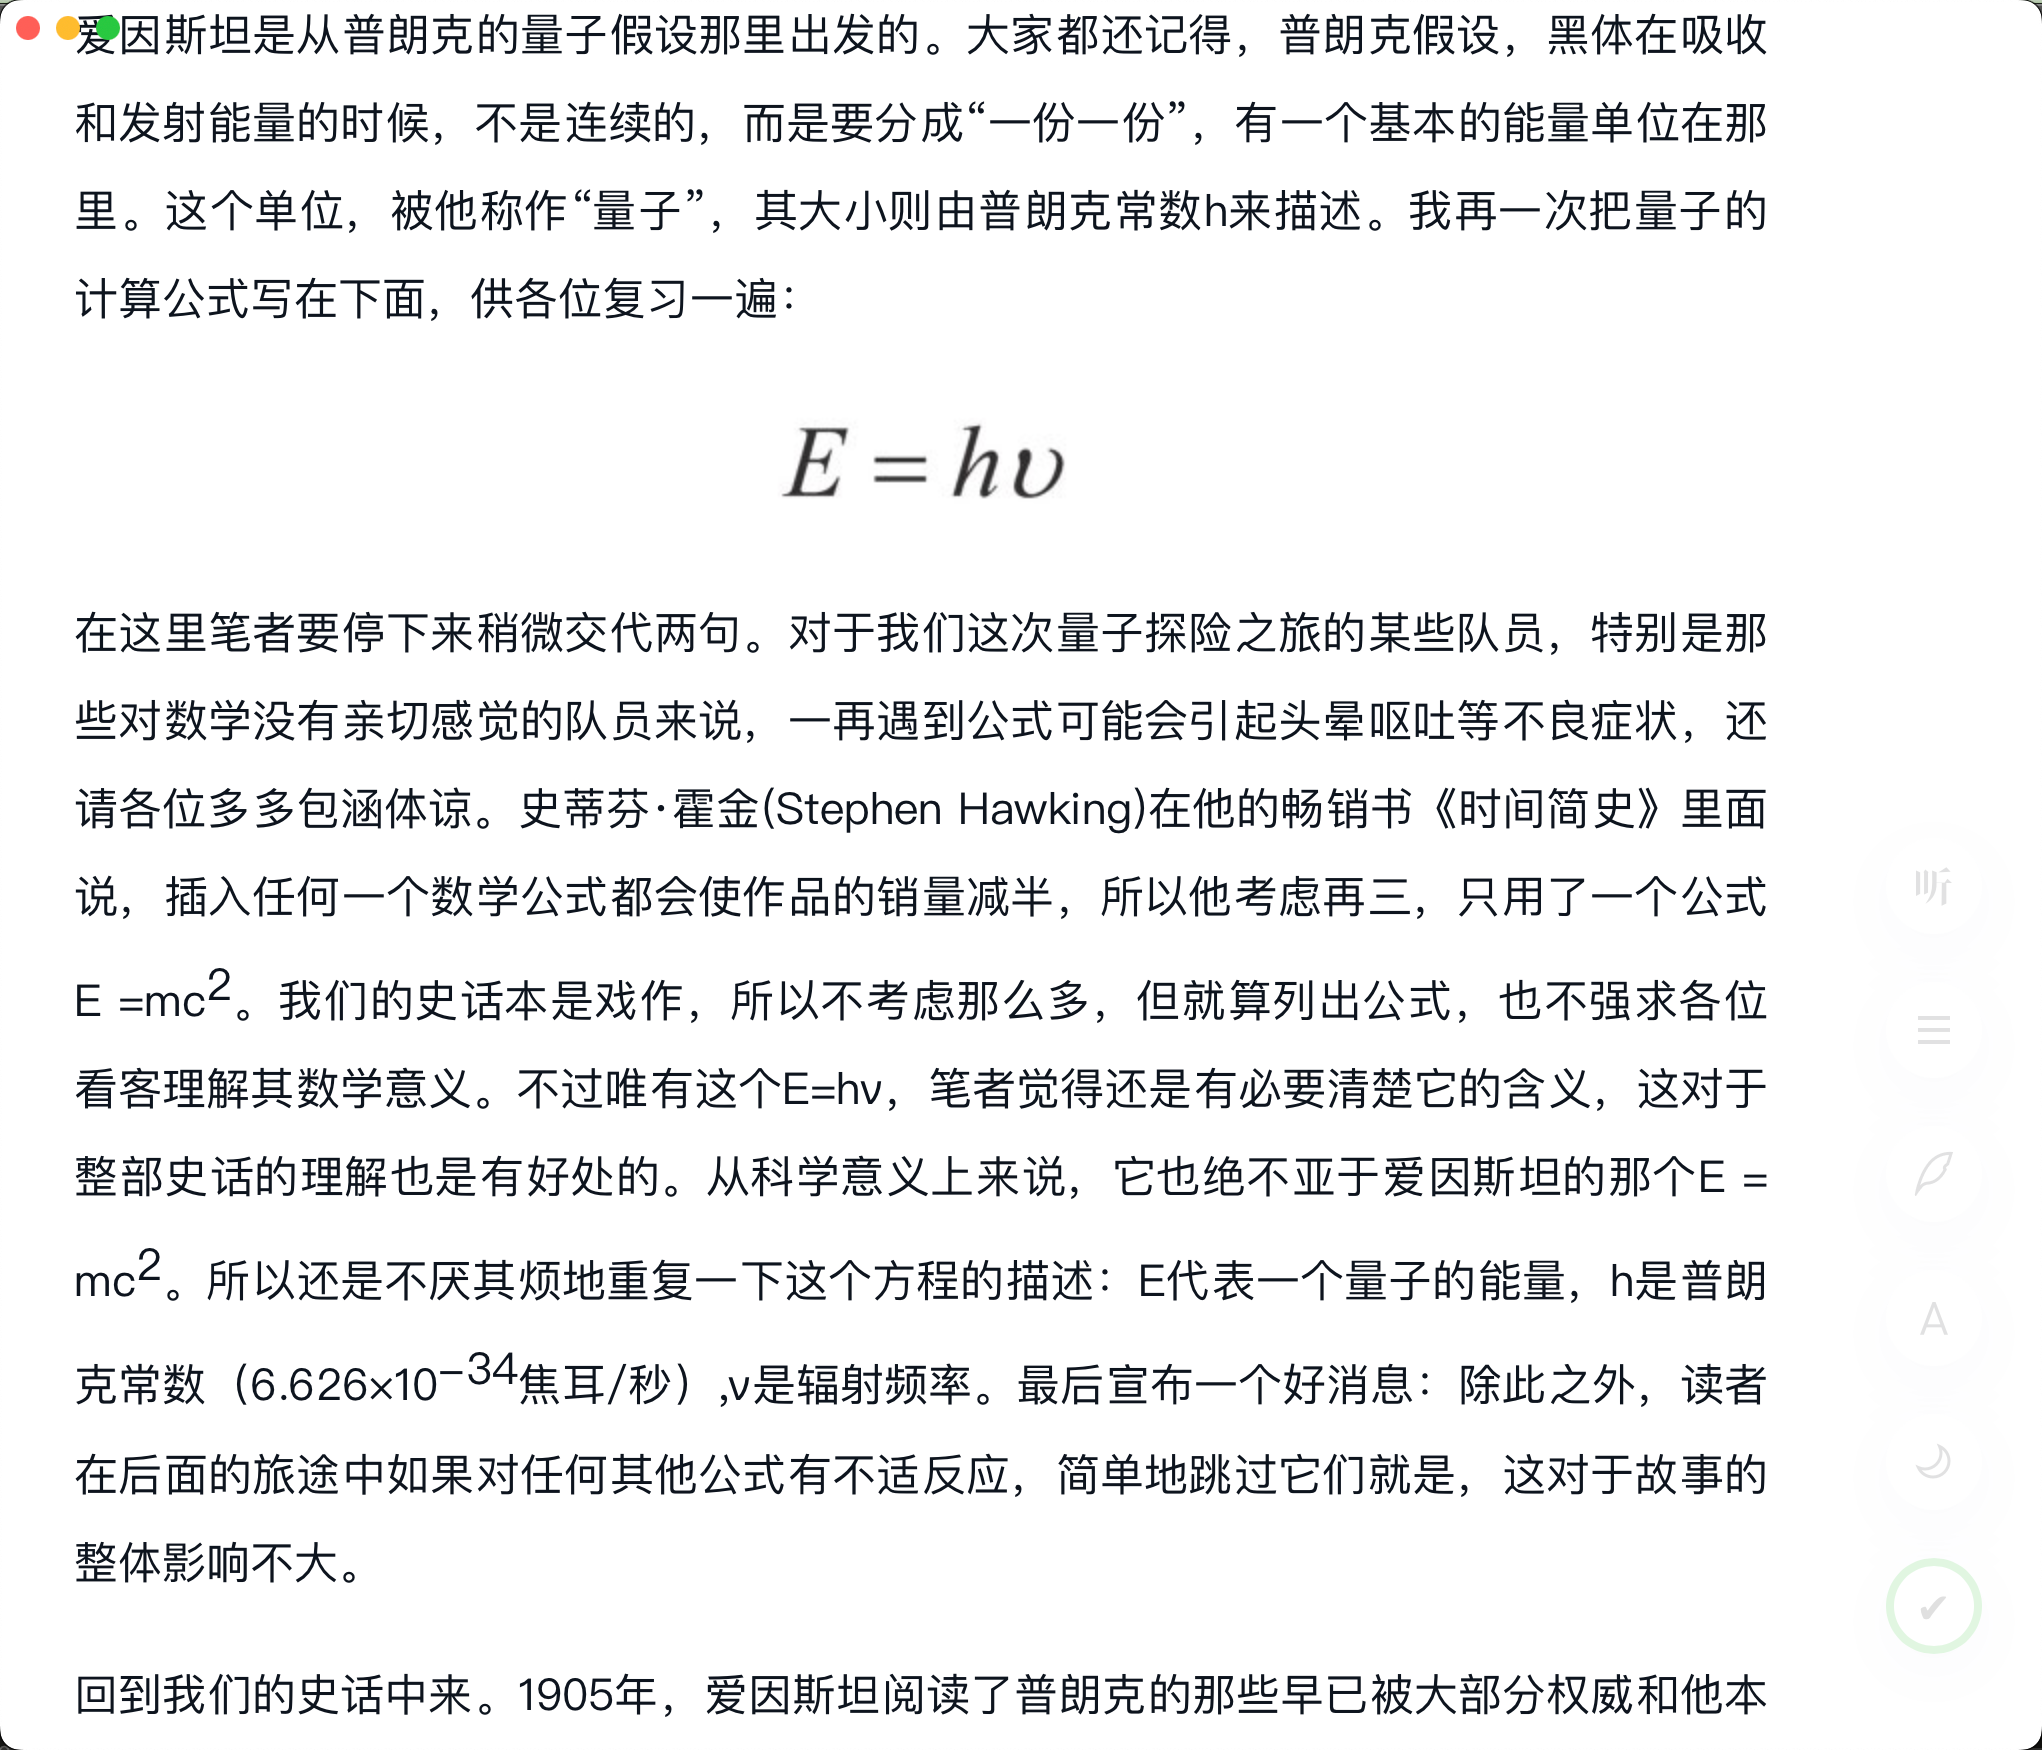 爱因斯坦是从普朗克的量子假设那里出发的。大家都还记得，普朗克假设，黑体在吸收
和发射能量的时候，不是连续的，而是要分成“一份一份”，有一个基本的能量单位在那
里。这个单位，被他称作“量子”，其大小则由普朗克常数h来描述。我再一次把量子的
计算公式写在下面，供各位复习一遍：
E = hυ
在这里笔者要停下来稍微交代两句。对于我们这次量子探险之旅的某些队员，特别是那
些对数学没有亲切感觉的队员来说，一再遇到公式可能会引起头晕呕吐等不良症状，还
请各位多多包涵体谅。史蒂芬·霍金(Stephen Hawking)在他的畅销书《时间简史》里面
说，插入任何一个数学公式都会使作品的销量减半，所以他考虑再三，只用了一个公式
E =mc²。我们的史话本是戏作，所以不考虑那么多，但就算列出公式，也不强求各位
看客理解其数学意义。不过唯有这个E=hν，笔者觉得还是有必要清楚它的含义，这对于
整部史话的理解也是有好处的。从科学意义上来说，它也绝不亚于爱因斯坦的那个E =
mc²。所以还是不厌其烦地重复一下这个方程的描述：E代表一个量子的能量，h是普朗
克常数（6.626×10⁻³⁴焦耳/秒）,ν是辐射频率。最后宣布一个好消息：除此之外，读者
在后面的旅途中如果对任何其他公式有不适反应，简单地跳过它们就是，这对于故事的
整体影响不大。
回到我们的史话中来。1905年，爱因斯坦阅读了普朗克的那些早已被大部分权威和他本
听
A